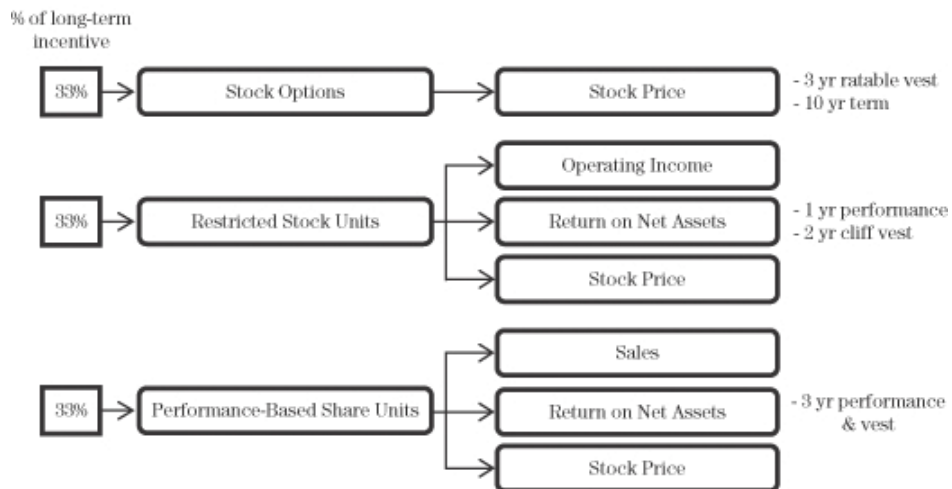 % of long-term
incentive
33%
Stock Options
Stock Price
- 3 yr ratable vest
- 10 yr term
Operating Income
33%
Restricted Stock Units
Return on Net Assets
- 1 yr performance
- 2 yr cliff vest
Stock Price
Sales
33%
Performance-Based Share Units
Return on Net Assets
- 3 yr performance
& vest
Stock Price